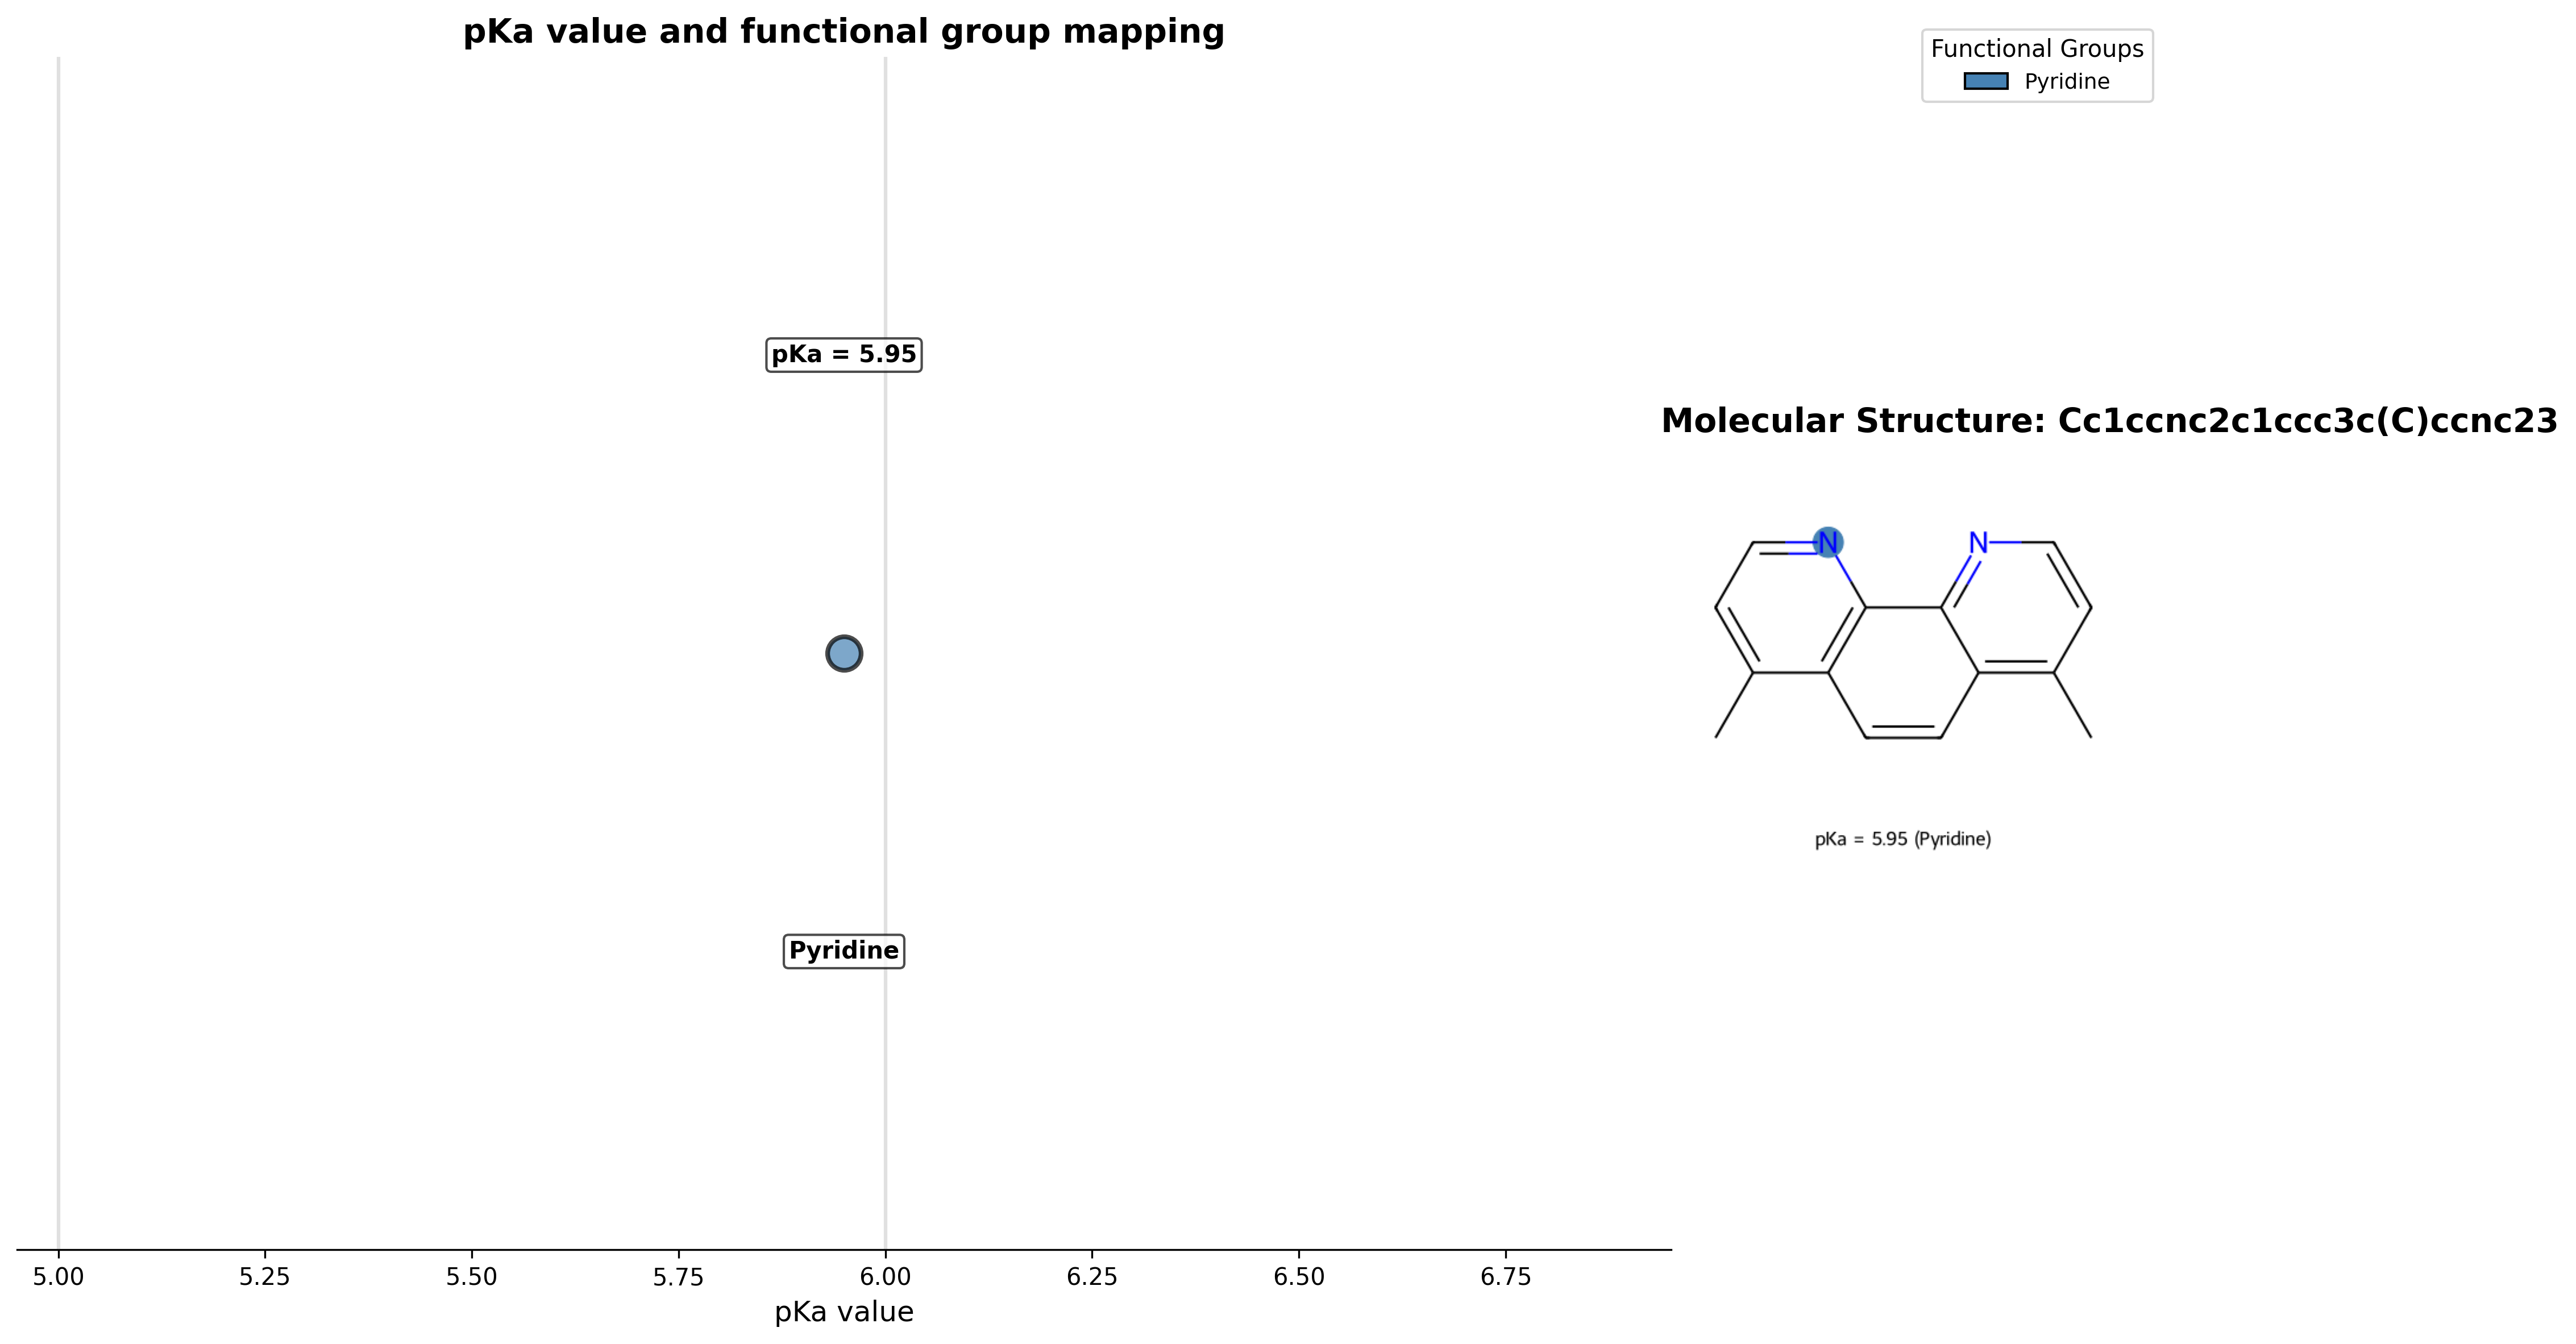 pKa value and functional group mapping
pKa = 5.95
Pyridine
5.00 5.25 5.50 5.75 6.00 6.25 6.50 6.75
pKa value
Functional Groups
Pyridine
Molecular Structure: Cc1ccnc2c1ccc3c(C)ccnc23
N N
pKa = 5.95 (Pyridine)